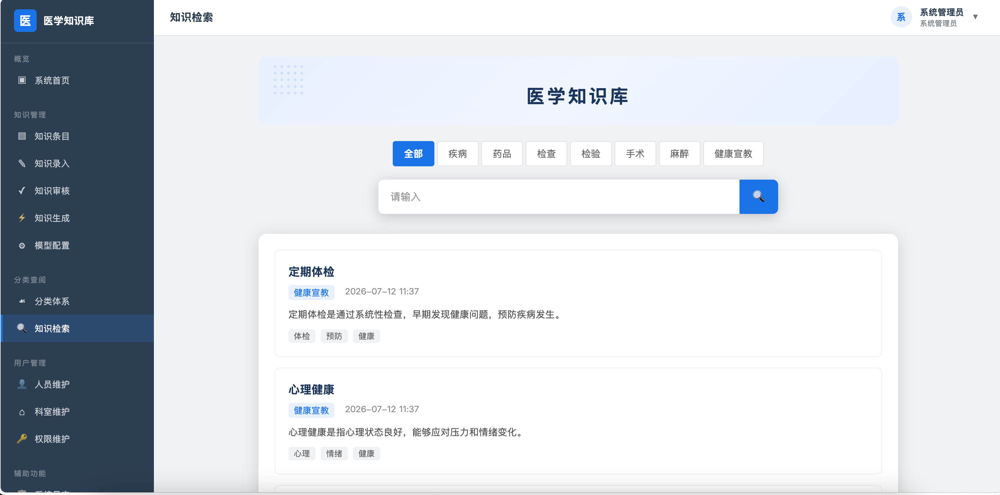 医 医学知识库
概览
系统首页
知识管理
知识条目
知识录入
知识审核
知识生成
模型配置
分类查阅
分类体系
知识检索
用户管理
人员维护
科室维护
权限维护
辅助功能
知识检索
系 系统管理员
系统管理员
医学知识库
全部 疾病 药品 检查 检验 手术 麻醉 健康宣教
请输入
定期体检
健康宣教 2026-07-12 11:37
定期体检是通过系统性检查，早期发现健康问题，预防疾病发生。
体检 预防 健康
心理健康
健康宣教 2026-07-12 11:37
心理健康是指心理状态良好，能够应对压力和情绪变化。
心理 情绪 健康